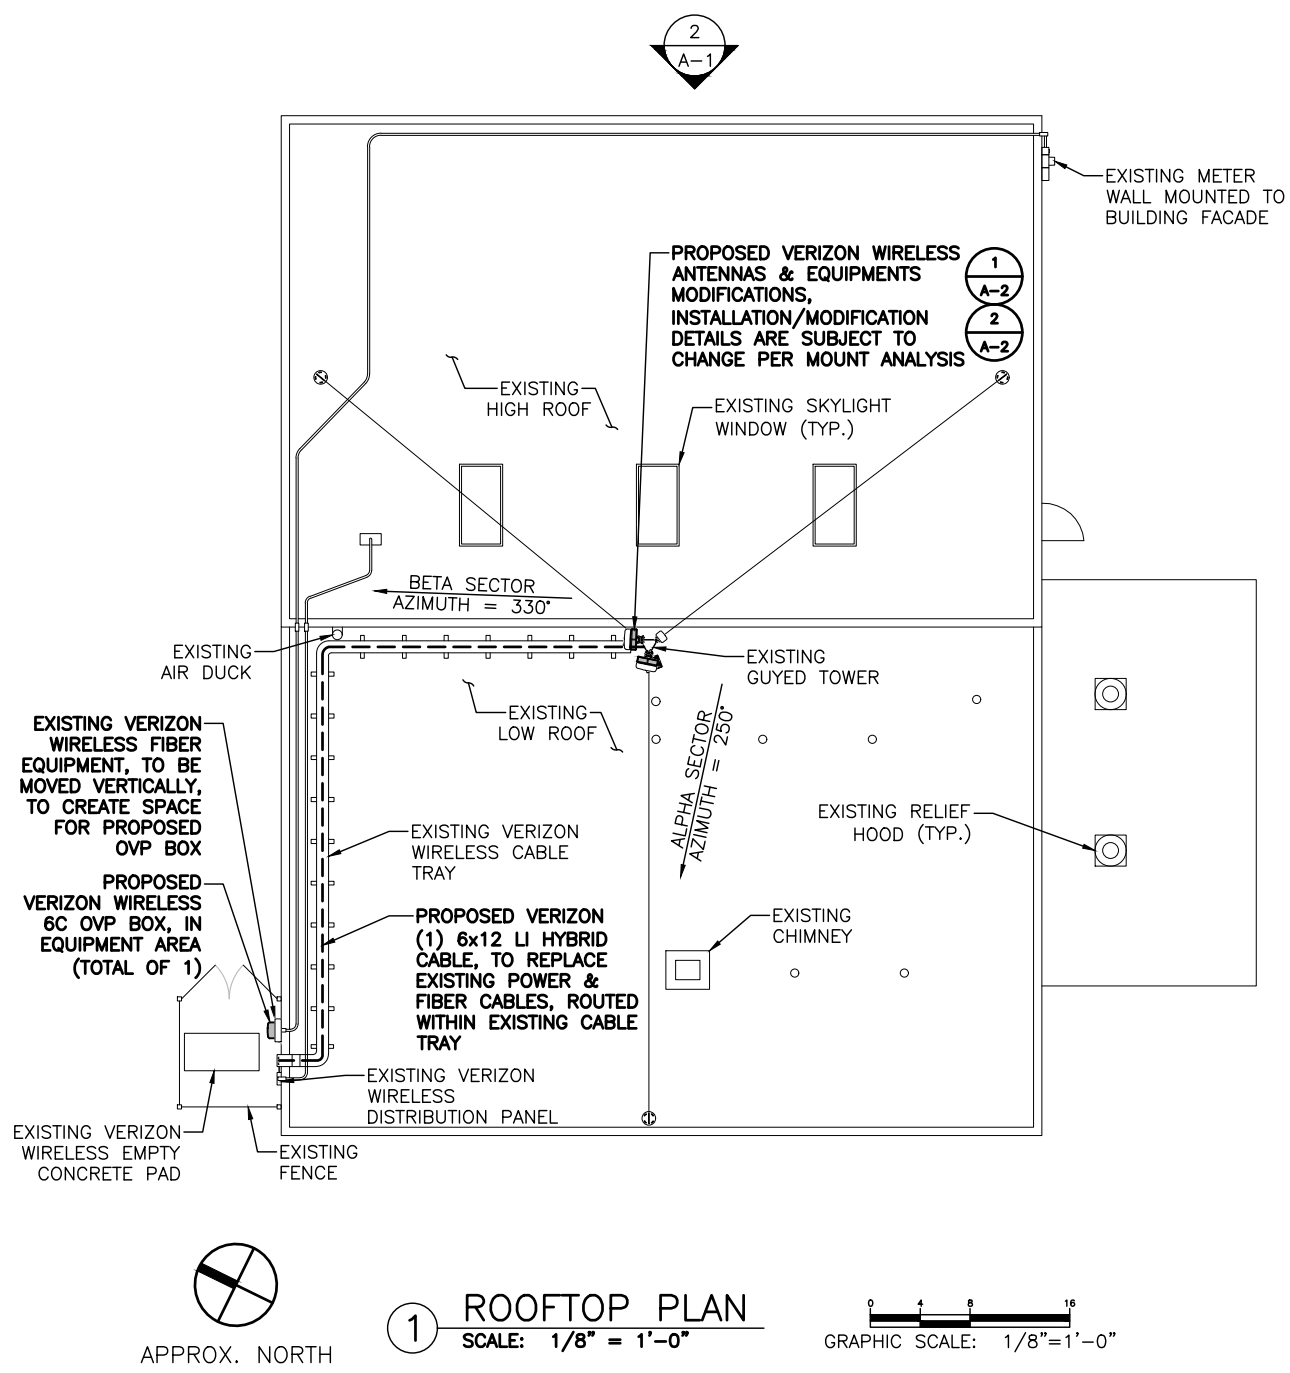 2
A-1
EXISTING METER
WALL MOUNTED TO
BUILDING FACADE
PROPOSED VERIZON WIRELESS
ANTENNAS & EQUIPMENTS
MODIFICATIONS,
INSTALLATION/MODIFICATION
DETAILS ARE SUBJECT TO
CHANGE PER MOUNT ANALYSIS
1
A-2
2
A-2
EXISTING
HIGH ROOF
EXISTING SKYLIGHT
WINDOW (TYP.)
BETA SECTOR
AZIMUTH = 330°
EXISTING
AIR DUCK
EXISTING
GUYED TOWER
EXISTING
LOW ROOF
ALPHA SECTOR
AZIMUTH = 250°
EXISTING VERIZON
WIRELESS FIBER
EQUIPMENT, TO BE
MOVED VERTICALLY,
TO CREATE SPACE
FOR PROPOSED
OVP BOX
EXISTING RELIEF
HOOD (TYP.)
EXISTING VERIZON
WIRELESS CABLE
TRAY
PROPOSED
VERIZON WIRELESS
6C OVP BOX, IN
EQUIPMENT AREA
(TOTAL OF 1)
PROPOSED VERIZON
(1) 6x12 LI HYBRID
CABLE, TO REPLACE
EXISTING POWER &
FIBER CABLES, ROUTED
WITHIN EXISTING CABLE
TRAY
EXISTING
CHIMNEY
EXISTING VERIZON
WIRELESS
DISTRIBUTION PANEL
EXISTING VERIZON
WIRELESS EMPTY
CONCRETE PAD
EXISTING
FENCE
APPROX. NORTH
1
ROOFTOP PLAN
SCALE: 1/8" = 1'-0"
0 4 8 16
GRAPHIC SCALE: 1/8"=1'-0"